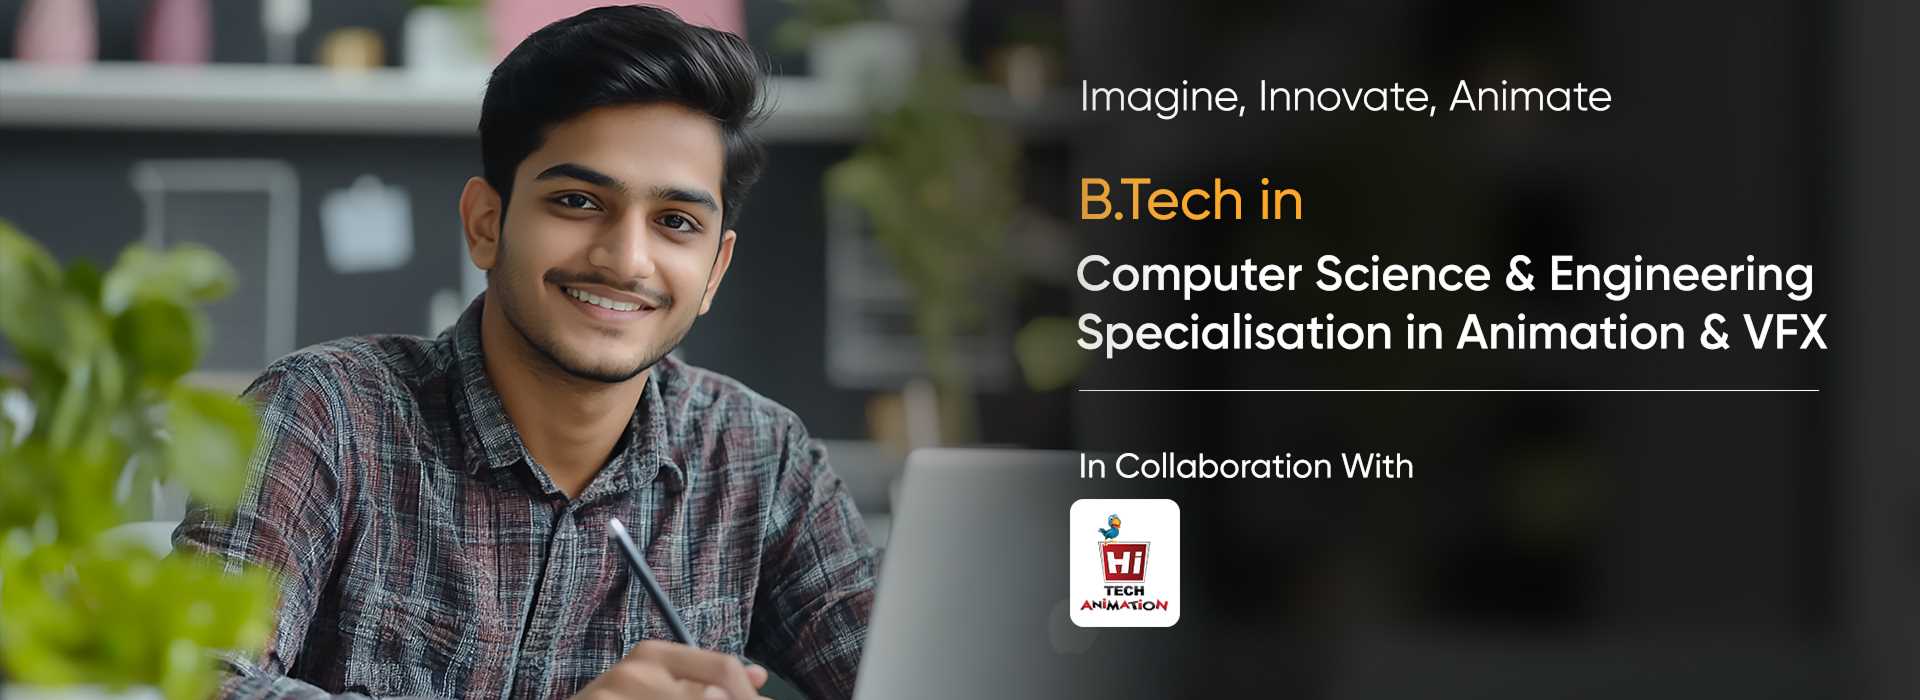 Imagine, Innovate, Animate
B.Tech in
Computer Science & Engineering
Specialisation in Animation & VFX
In Collaboration With
Hi
TECH
ANiMATiON